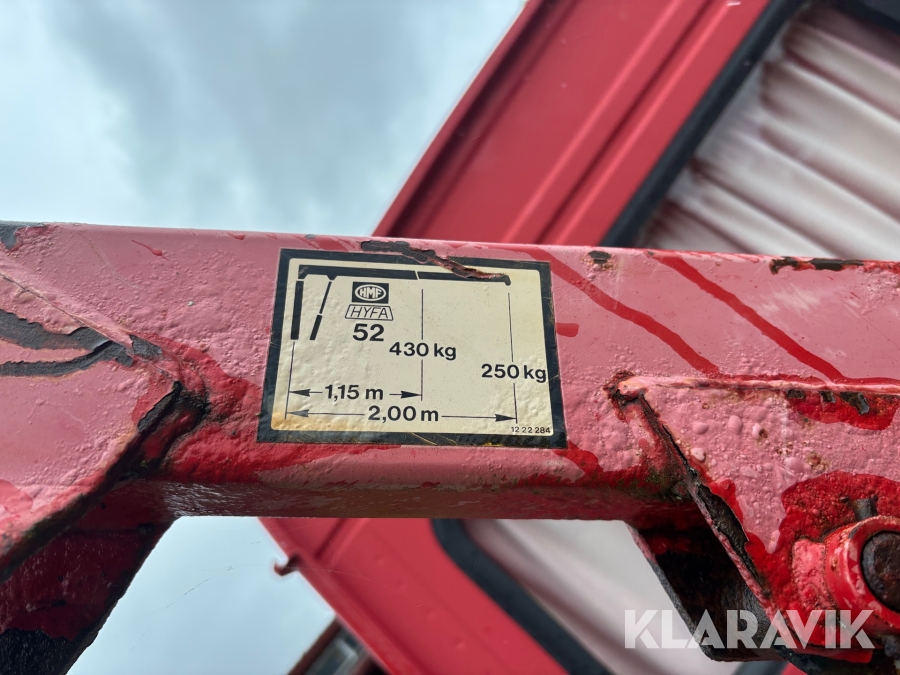 HMF
HYFA
52
430 kg
250 kg
1,15 m
2,00 m
12 22 284
KLARAVIK